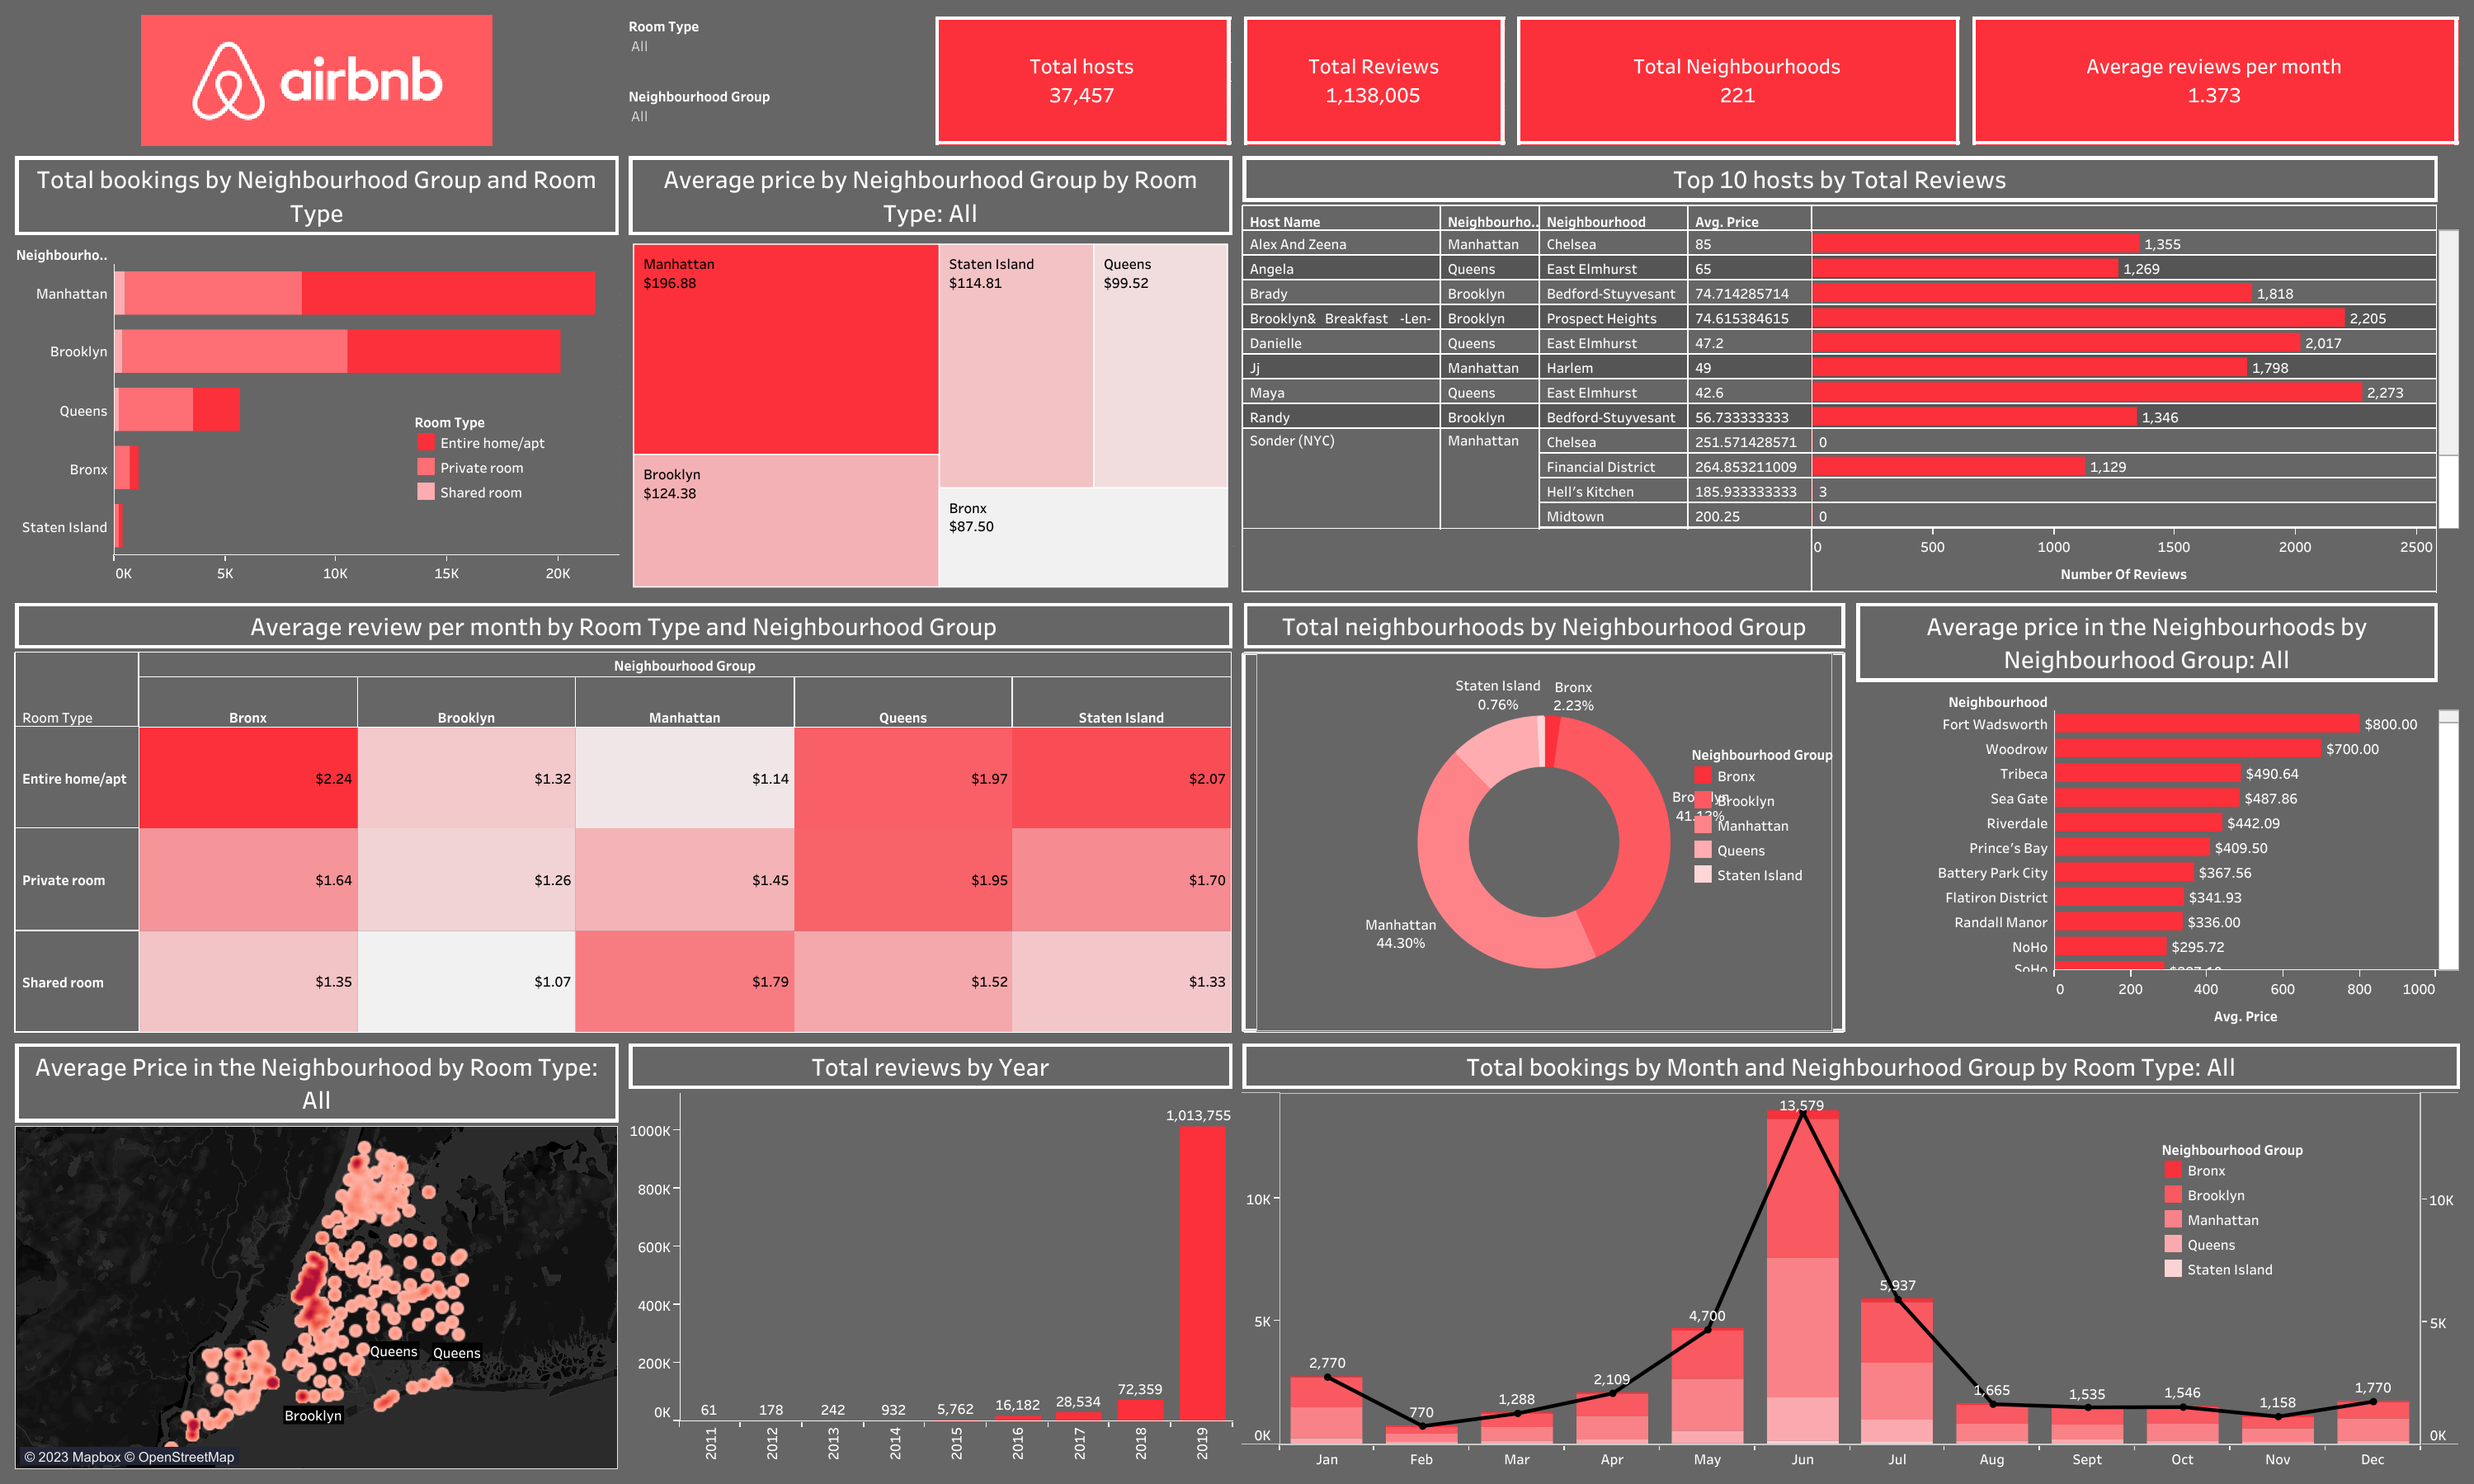 airbnb
Room Type
All
Neighbourhood Group
All
Total hosts
37,457
Total Reviews
1,138,005
Total Neighbourhoods
221
Average reviews per month
1.373
Total bookings by Neighbourhood Group and Room
Type
Neighbourho..
Manhattan
Brooklyn
Queens
Bronx
Staten Island
0K 5K 10K 15K 20K
Room Type
Entire home/apt
Private room
Shared room
Average price by Neighbourhood Group by Room
Type: All
Manhattan
$196.88
Staten Island
$114.81
Queens
$99.52
Brooklyn
$124.38
Bronx
$87.50
Top 10 hosts by Total Reviews
Host Name Neighbourho.. Neighbourhood Avg. Price
Alex And Zeena Manhattan Chelsea 85 1,355
Angela Queens East Elmhurst 65 1,269
Brady Brooklyn Bedford-Stuyvesant 74.714285714 1,818
Brooklyn& Breakfast -Len- Brooklyn Prospect Heights 74.615384615 2,205
Danielle Queens East Elmhurst 47.2 2,017
Jj Manhattan Harlem 49 1,798
Maya Queens East Elmhurst 42.6 2,273
Randy Brooklyn Bedford-Stuyvesant 56.733333333 1,346
Sonder (NYC) Manhattan Chelsea 251.571428571 0
Financial District 264.853211009 1,129
Hell's Kitchen 185.933333333 3
Midtown 200.25 0
0 500 1000 1500 2000 2500
Number Of Reviews
Average review per month by Room Type and Neighbourhood Group
Neighbourhood Group
Room Type Bronx Brooklyn Manhattan Queens Staten Island
Entire home/apt $2.24 $1.32 $1.14 $1.97 $2.07
Private room $1.64 $1.26 $1.45 $1.95 $1.70
Shared room $1.35 $1.07 $1.79 $1.52 $1.33
Total neighbourhoods by Neighbourhood Group
Staten Island
0.76%
Bronx
2.23%
Manhattan
44.30%
Neighbourhood Group
Bronx
Brooklyn
Manhattan
Queens
Staten Island
Average price in the Neighbourhoods by
Neighbourhood Group: All
Neighbourhood
Fort Wadsworth $800.00
Woodrow $700.00
Tribeca $490.64
Sea Gate $487.86
Riverdale $442.09
Prince's Bay $409.50
Battery Park City $367.56
Flatiron District $341.93
Randall Manor $336.00
NoHo $295.72
SoHo
0 200 400 600 800 1000
Avg. Price
Average Price in the Neighbourhood by Room Type:
All
Queens Queens
Brooklyn
© 2023 Mapbox © OpenStreetMap
Total reviews by Year
1000K
800K
600K
400K
200K
0K
61 178 242 932 5,762 16,182 28,534 72,359 1,013,755
2011 2012 2013 2014 2015 2016 2017 2018 2019
Total bookings by Month and Neighbourhood Group by Room Type: All
10K
5K
0K
2,770 770 1,288 2,109 4,700 13,579 5,937 1,665 1,535 1,546 1,158 1,770
Jan Feb Mar Apr May Jun Jul Aug Sept Oct Nov Dec
10K
5K
0K
Neighbourhood Group
Bronx
Brooklyn
Manhattan
Queens
Staten Island